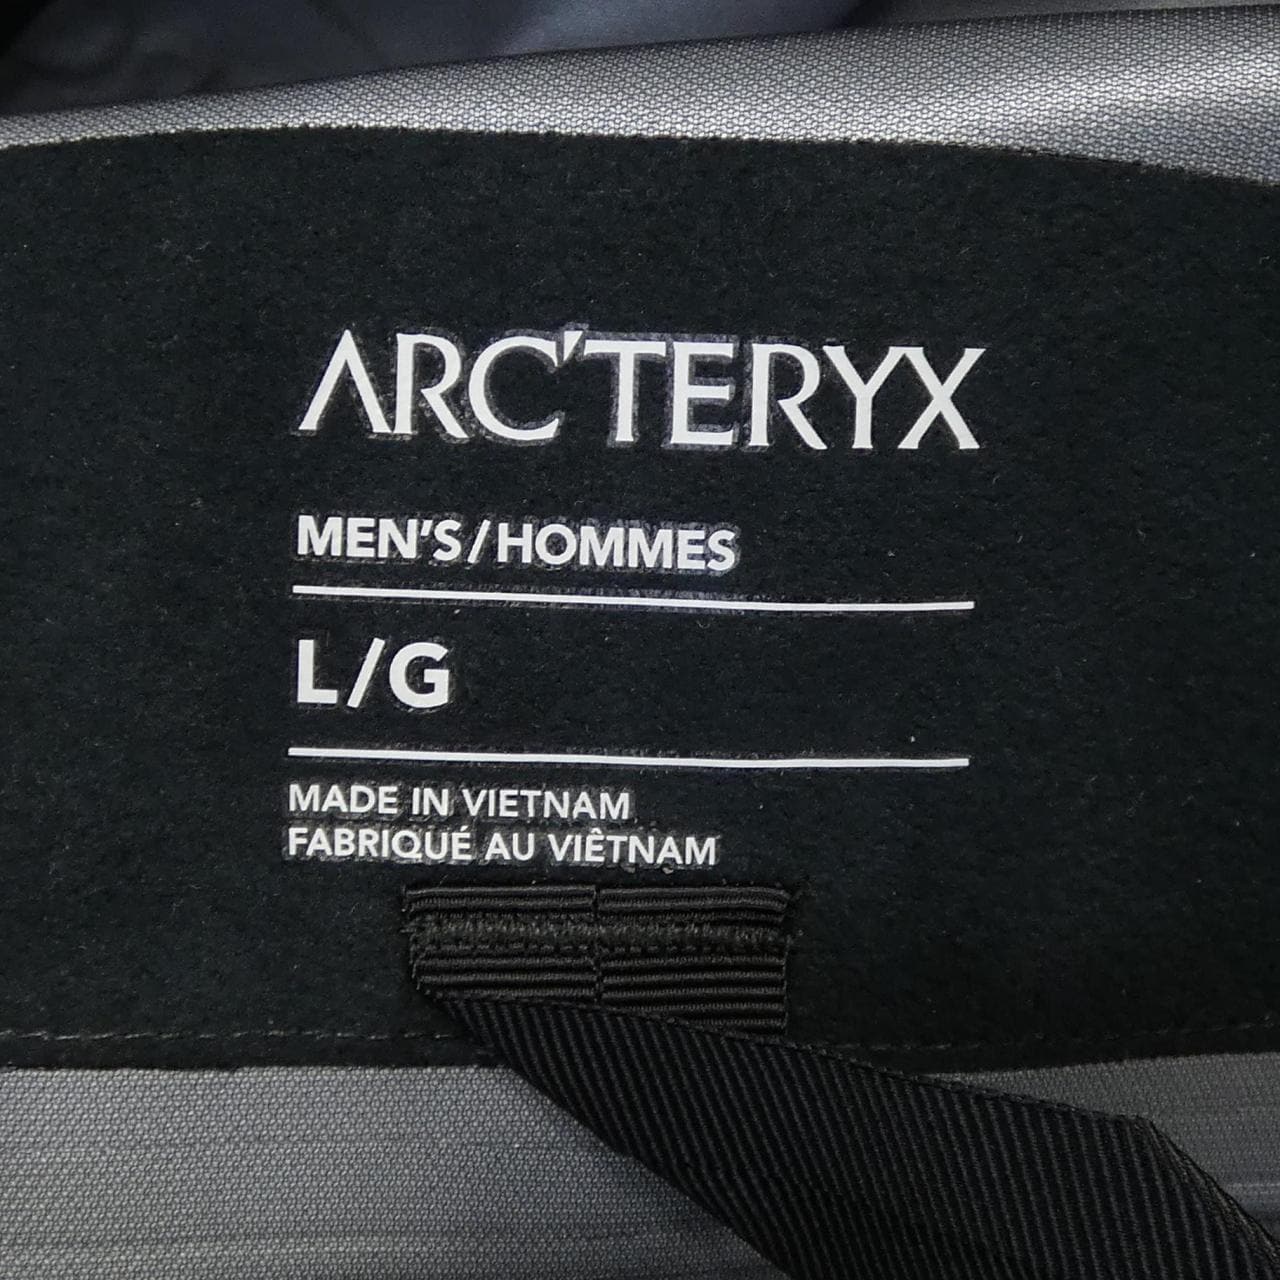 ARC'TERYX
MEN'S/HOMMES
L/G
MADE IN VIETNAM
FABRIQUÉ AU VIÊTNAM